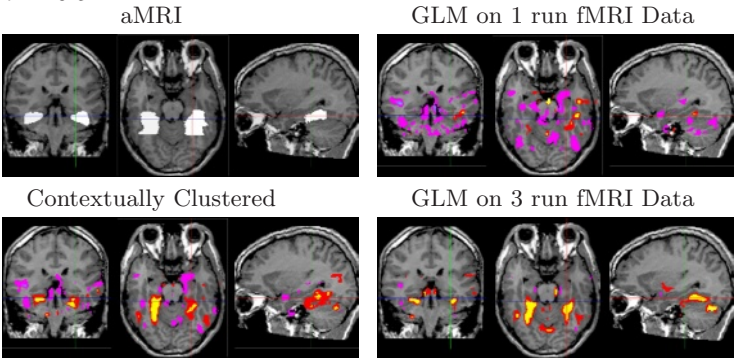 aMRI
GLM on 1 run fMRI Data
Contextually Clustered
GLM on 3 run fMRI Data